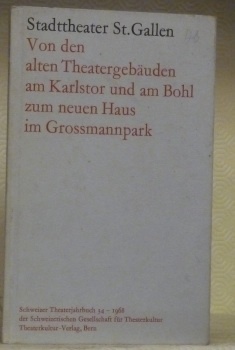 Stadttheater St.Gallen
Von den
alten Theatergebäuden
am Karlstor und am Bohl
zum neuen Haus
im Grossmannpark
Schweizer Theaterjahrbuch 34 – 1968
der Schweizerischen Gesellschaft für Theaterkultur
Theaterkultur-Verlag, Bern